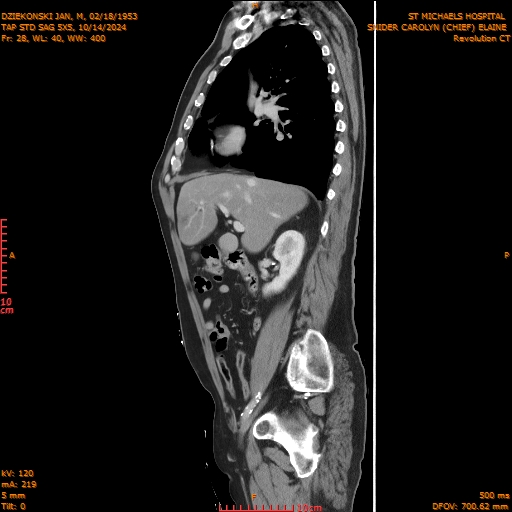 DZIEKONSKI JAN, M, 02/18/1953
TAP STD SAG 5X5, 10/14/2024
Fr: 28, WL: 40, WW: 400
ST MICHAELS HOSPITAL
SNIDER CAROLYN (CHIEF) ELAINE
Revolution CT
A
P
10
cm
kV: 120
mA: 219
5 mm
Tilt: 0
F
10cm
500 ms
DFOV: 700.62 mm